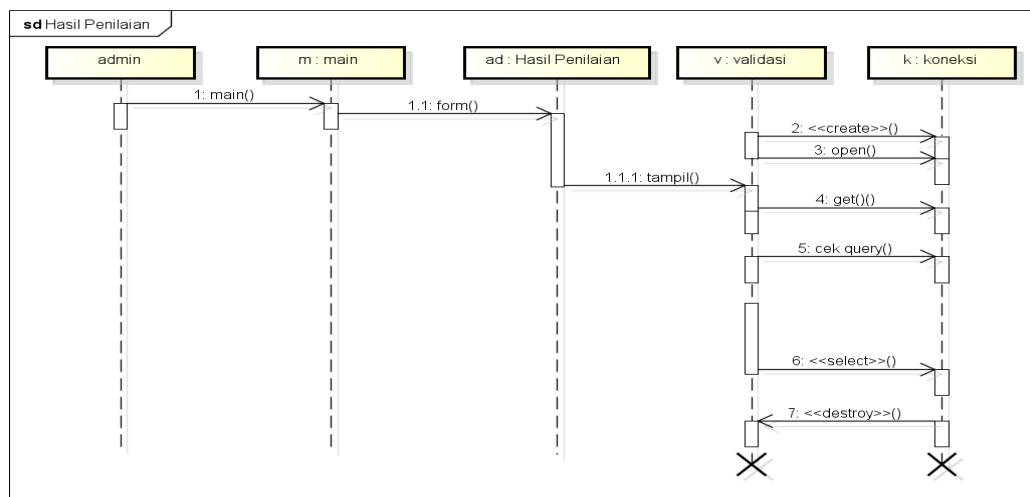 sd Hasil Penilaian
admin
m : main
ad : Hasil Penilaian
v : validasi
k : koneksi
1: main()
1.1: form()
2: <<create>>()
3: open()
1.1.1: tampil()
4: get()()
5: cek query()
6: <<select>>()
7: <<destroy>>()